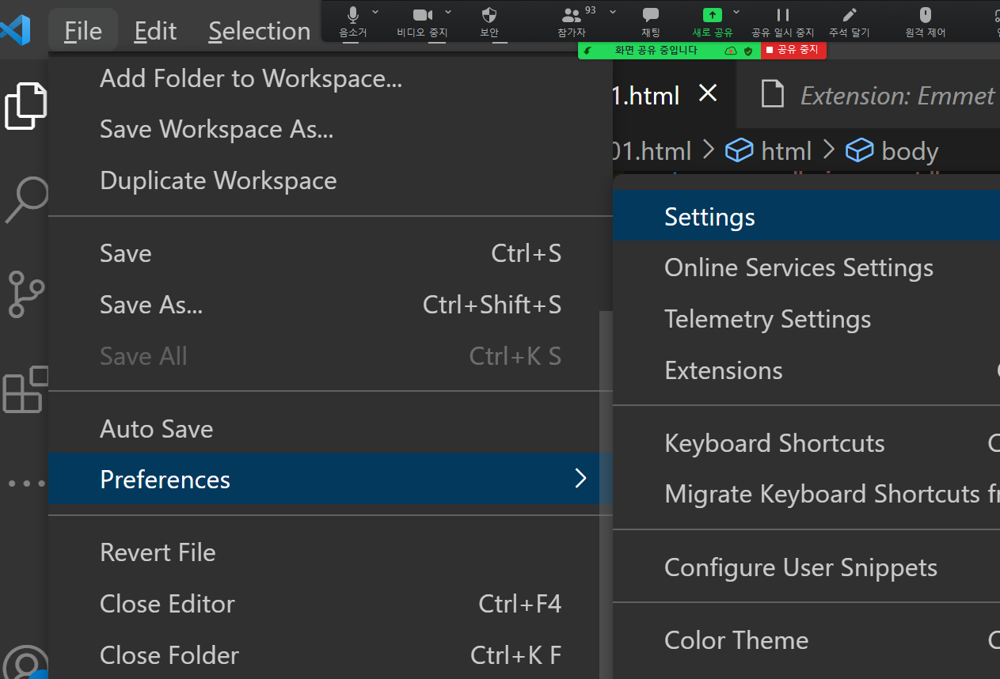 File Edit Selection
음소거 비디오 중지 보안 참가자 93 채팅 새로 공유 공유 일시 중지 주석 달기 원격 제어
화면 공유 중입니다 공유 중지
1.html Extension: Emmet
01.html > html > body
Add Folder to Workspace...
Save Workspace As...
Duplicate Workspace
Save Ctrl+S
Save As... Ctrl+Shift+S
Save All Ctrl+K S
Auto Save
Preferences
Revert File
Close Editor Ctrl+F4
Close Folder Ctrl+K F
Settings
Online Services Settings
Telemetry Settings
Extensions
Keyboard Shortcuts
Migrate Keyboard Shortcuts
Configure User Snippets
Color Theme